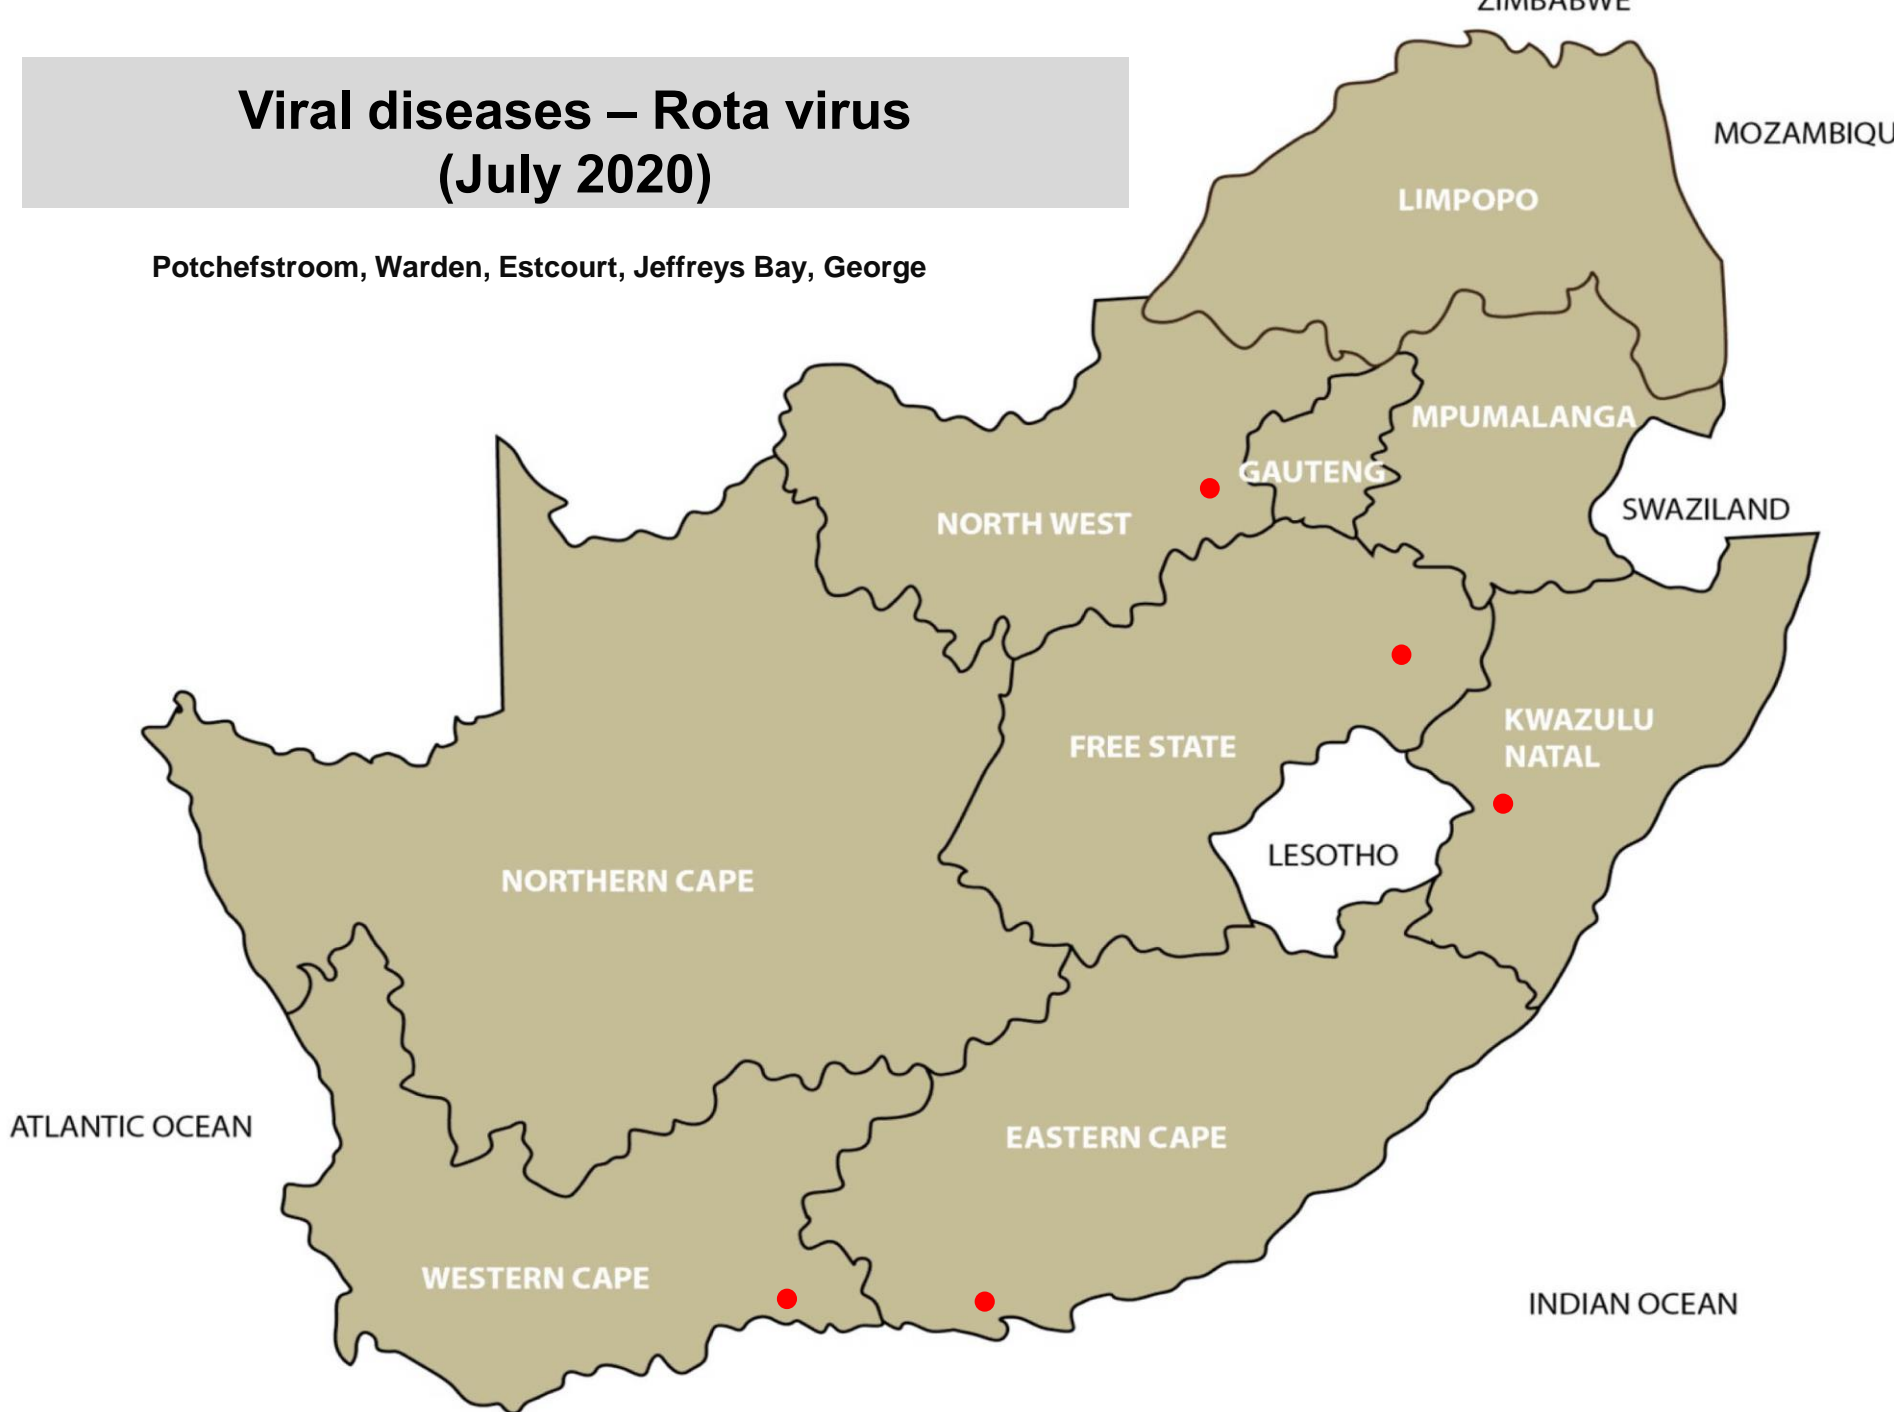 ZIMBABWE
Viral diseases – Rota virus
(July 2020)
MOZAMBIQU
LIMPOPO
Potchefstroom, Warden, Estcourt, Jeffreys Bay, George
MPUMALANGA
GAUTENG
SWAZILAND
NORTH WEST
KWAZULU
NATAL
FREE STATE
LESOTHO
NORTHERN CAPE
ATLANTIC OCEAN
EASTERN CAPE
WESTERN CAPE
INDIAN OCEAN